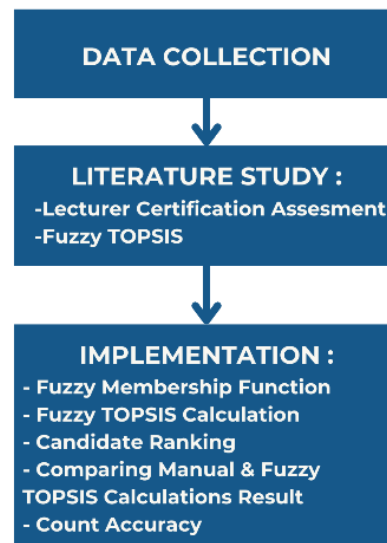 DATA COLLECTION
LITERATURE STUDY :
-Lecturer Certification Assesment
-Fuzzy TOPSIS
IMPLEMENTATION :
- Fuzzy Membership Function
- Fuzzy TOPSIS Calculation
- Candidate Ranking
- Comparing Manual & Fuzzy
TOPSIS Calculations Result
- Count Accuracy